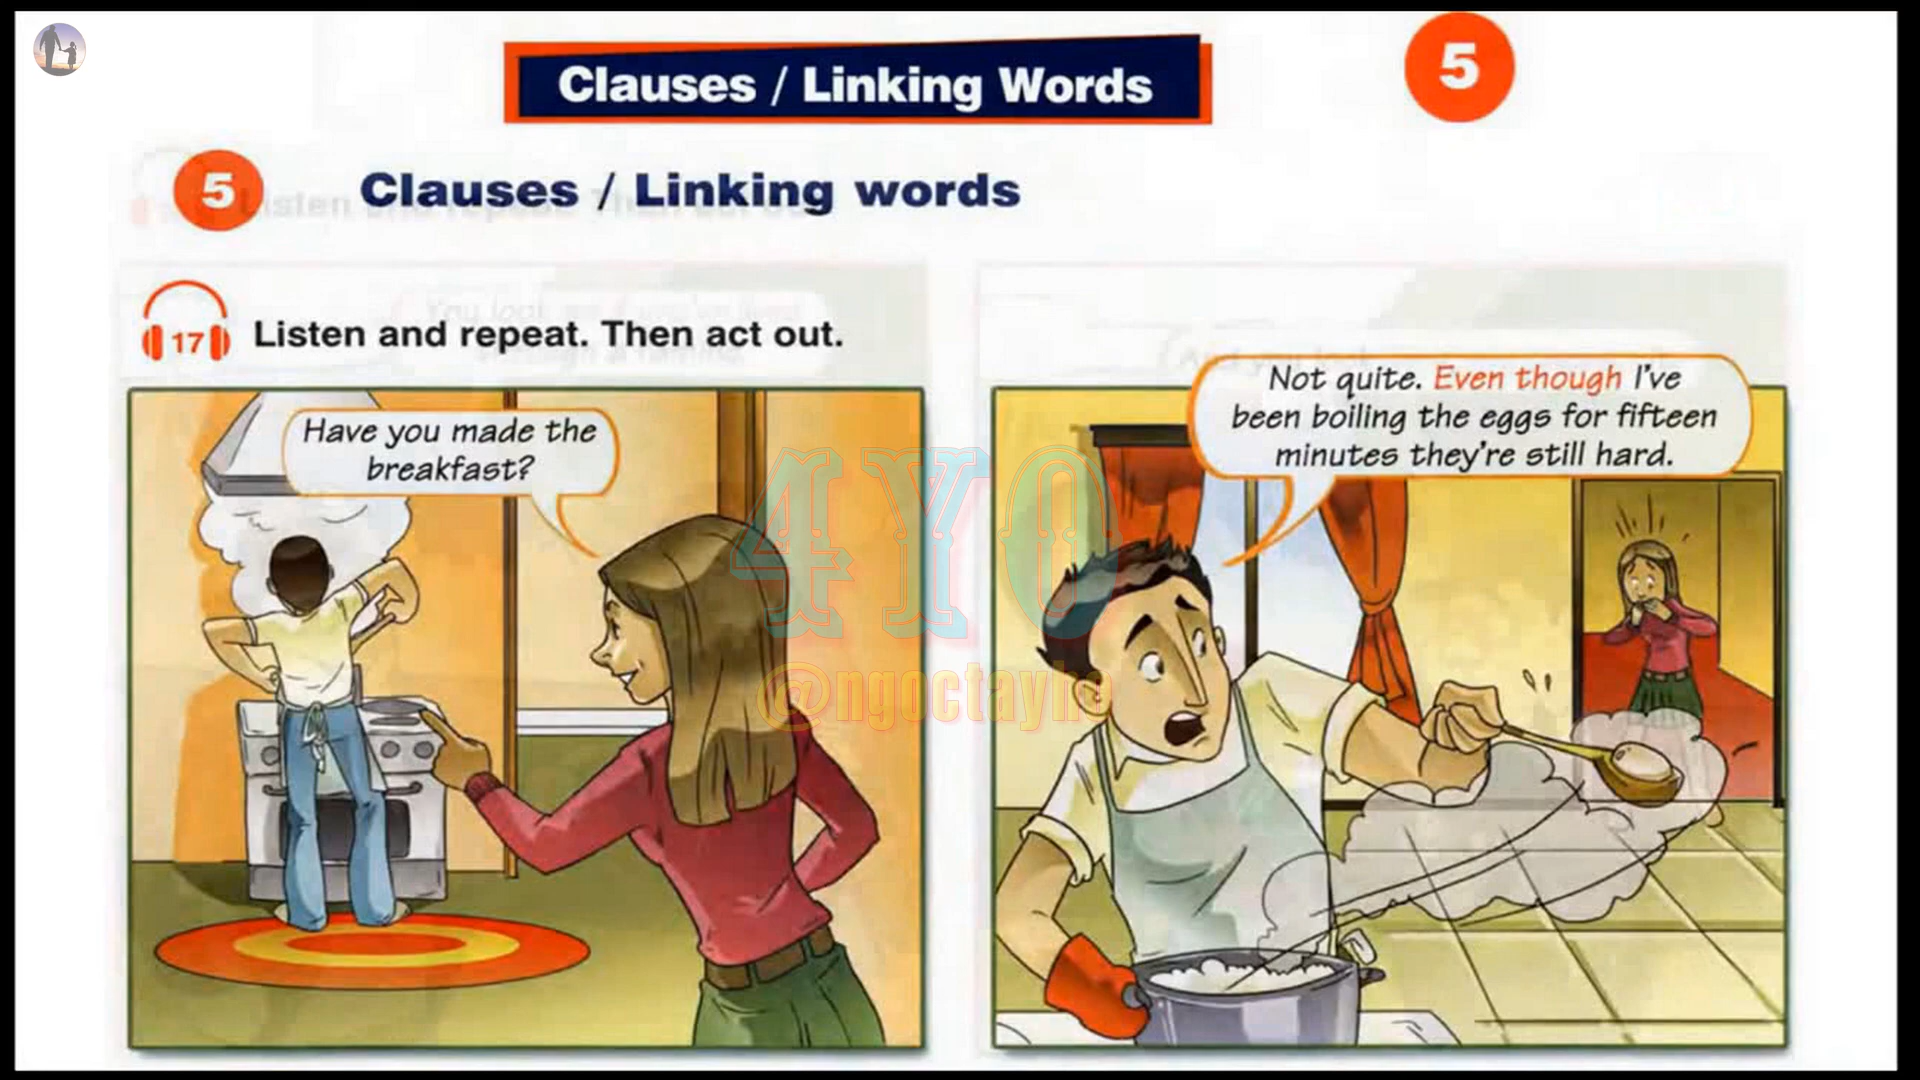 Clauses / Linking Words
5
5
Clauses / Linking words
17
Listen and repeat. Then act out.
Have you made the
breakfast?
Not quite. Even though I've
been boiling the eggs for fifteen
minutes they're still hard.
4YO
@ngoctayho